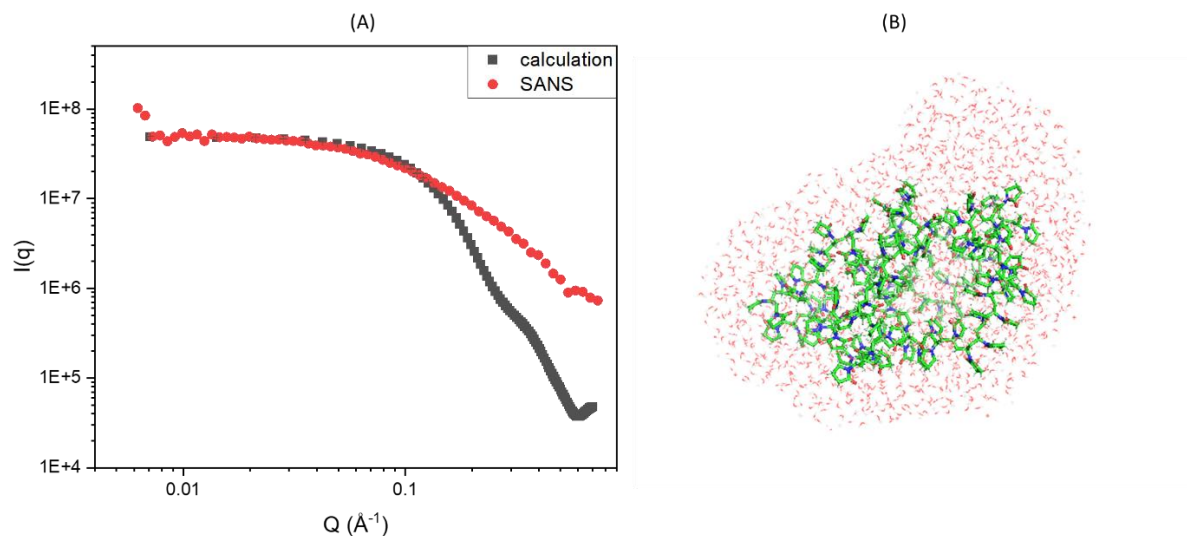 (A)
(B)
calculation
SANS
1E+8
1E+7
1E+6
1E+5
1E+4
I(q)
0.01
0.1
Q (Å⁻¹)